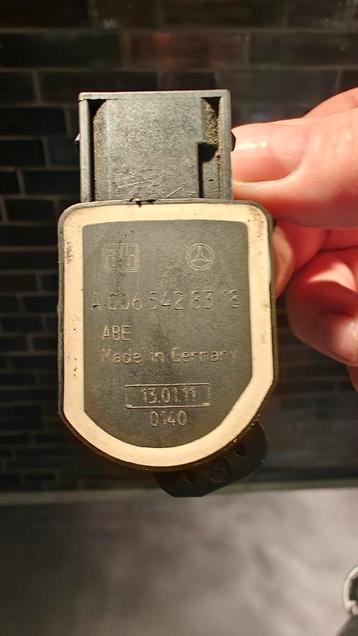 A 006 542 83 18
ABE
Made in Germany
13.01.11
0140